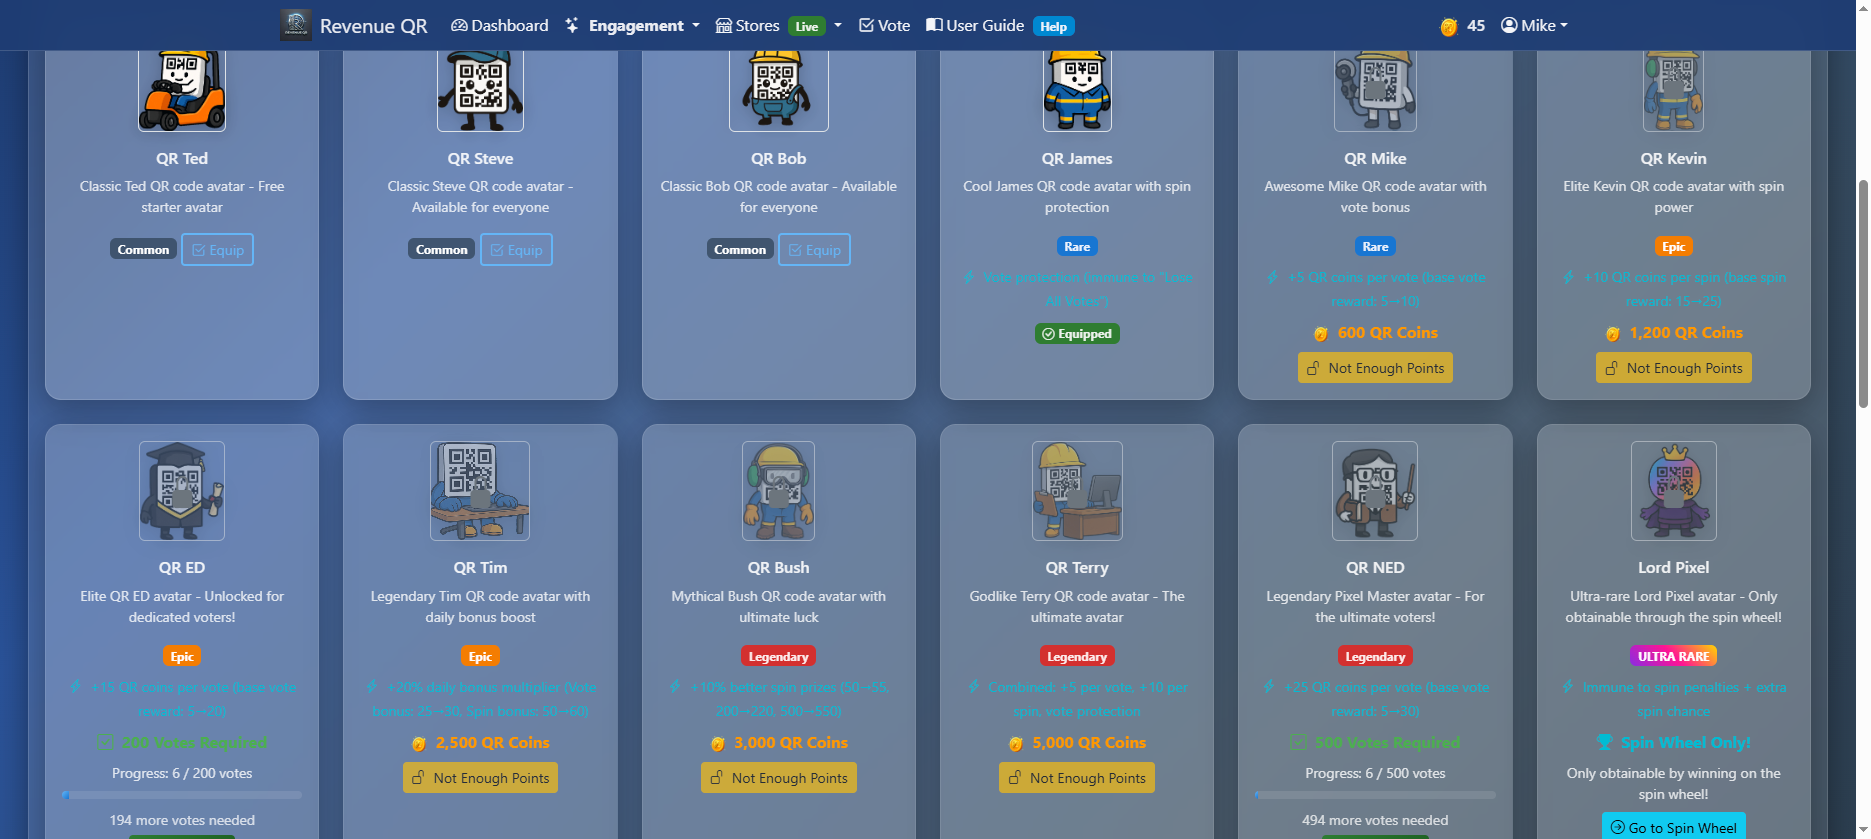 Revenue QR
Dashboard
Engagement
Stores Live
Vote
User Guide Help
45
Mike
QR Ted
Classic Ted QR code avatar - Free
starter avatar
Common
Equip
QR Steve
Classic Steve QR code avatar -
Available for everyone
Common
Equip
QR Bob
Classic Bob QR code avatar - Available
for everyone
Common
Equip
QR James
Cool James QR code avatar with spin
protection
Rare
Vote protection (immune to "Lose
All Votes")
Equipped
QR Mike
Awesome Mike QR code avatar with
vote bonus
Rare
+5 QR coins per vote (base vote
reward: 5→10)
600 QR Coins
Not Enough Points
QR Kevin
Elite Kevin QR code avatar with spin
power
Epic
+10 QR coins per spin (base spin
reward: 15→25)
1,200 QR Coins
Not Enough Points
QR ED
Elite QR ED avatar - Unlocked for
dedicated voters!
Epic
+15 QR coins per vote (base vote
reward: 5→20)
200 Votes Required
Progress: 6 / 200 votes
194 more votes needed
QR Tim
Legendary Tim QR code avatar with
daily bonus boost
Epic
+20% daily bonus multiplier (Vote
bonus: 25→30, Spin bonus: 50→60)
2,500 QR Coins
Not Enough Points
QR Bush
Mythical Bush QR code avatar with
ultimate luck
Legendary
+10% better spin prizes (50→55,
200→220, 500→550)
3,000 QR Coins
Not Enough Points
QR Terry
Godlike Terry QR code avatar - The
ultimate avatar
Legendary
Combined: +5 per vote, +10 per
spin, vote protection
5,000 QR Coins
Not Enough Points
QR NED
Legendary Pixel Master avatar - For
the ultimate voters!
Legendary
+25 QR coins per vote (base vote
reward: 5→30)
500 Votes Required
Progress: 6 / 500 votes
494 more votes needed
Lord Pixel
Ultra-rare Lord Pixel avatar - Only
obtainable through the spin wheel!
ULTRA RARE
Immune to spin penalties + extra
spin chance
Spin Wheel Only!
Only obtainable by winning on the
spin wheel!
Go to Spin Wheel